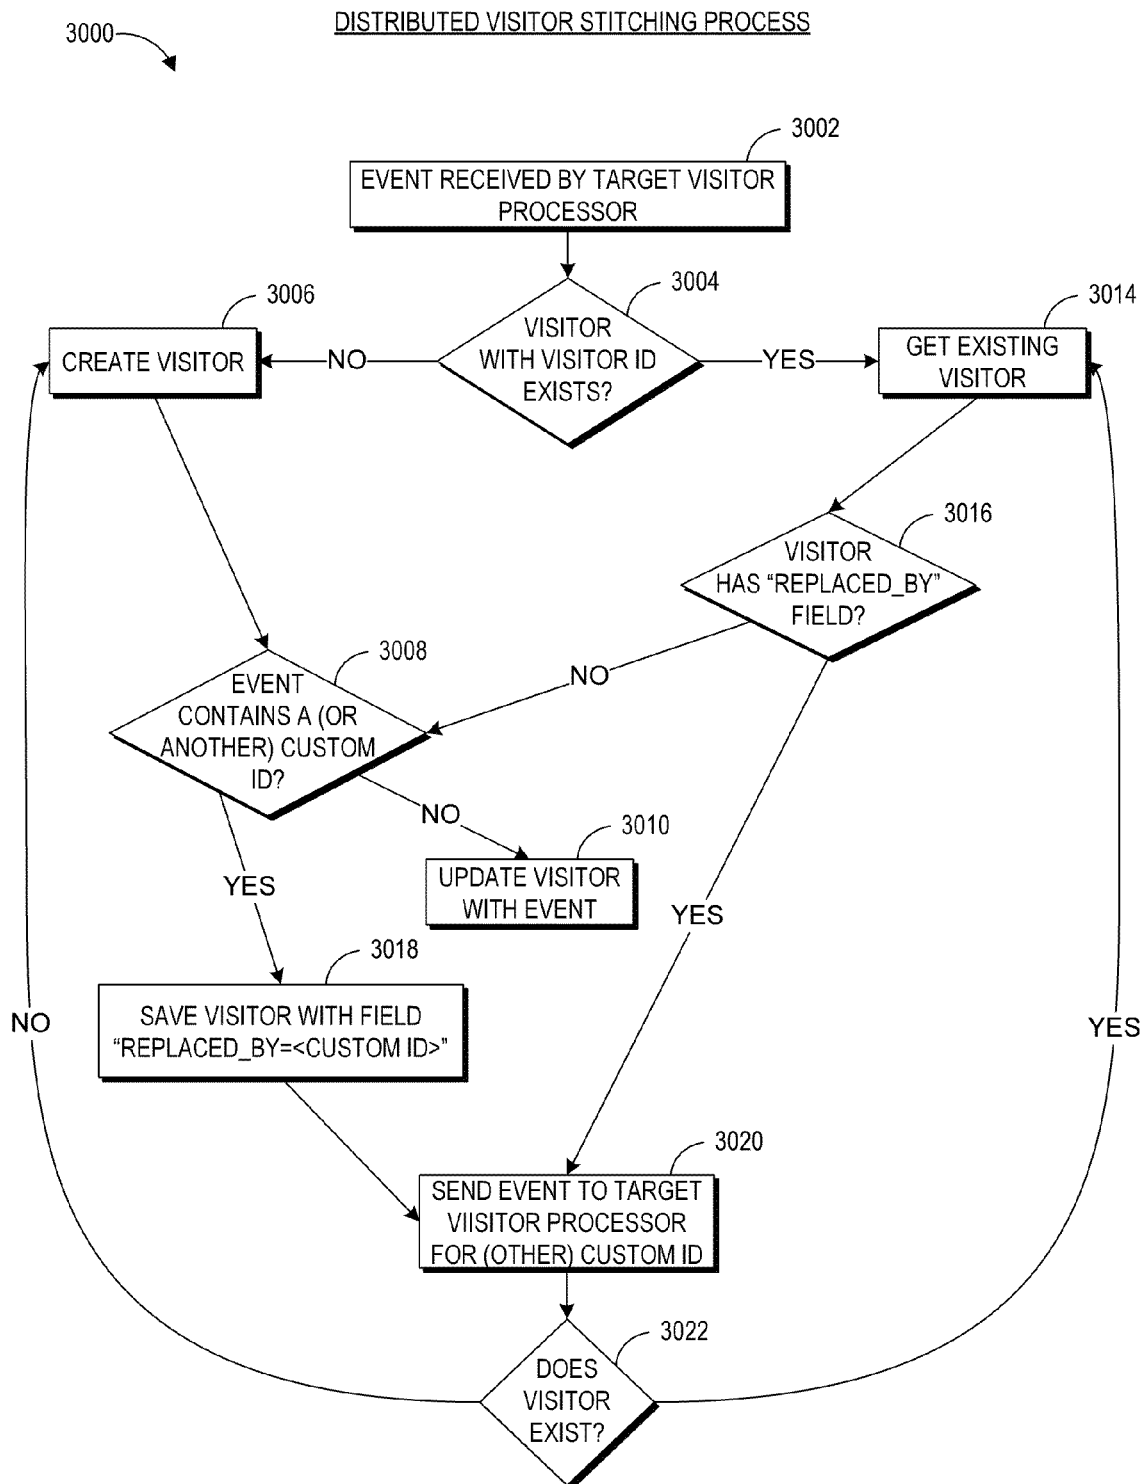 DISTRIBUTED VISITOR STITCHING PROCESS
3000
3002
EVENT RECEIVED BY TARGET VISITOR
PROCESSOR
3004
VISITOR
WITH VISITOR ID
EXISTS?
3006
CREATE VISITOR
NO
YES
3014
GET EXISTING
VISITOR
3016
VISITOR
HAS “REPLACED_BY”
FIELD?
NO
3008
EVENT
CONTAINS A (OR
ANOTHER) CUSTOM
ID?
NO
3010
UPDATE VISITOR
WITH EVENT
YES
YES
3018
SAVE VISITOR WITH FIELD
“REPLACED_BY=<CUSTOM ID>”
NO
YES
3020
SEND EVENT TO TARGET
VIISITOR PROCESSOR
FOR (OTHER) CUSTOM ID
3022
DOES
VISITOR
EXIST?